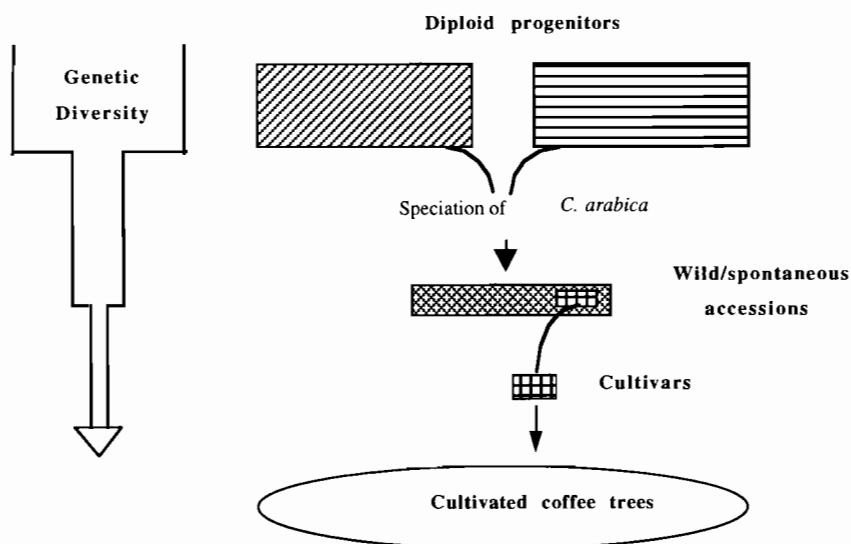 Diploid progenitors
Genetic
Diversity
Speciation of C. arabica
Wild/spontaneous
accessions
Cultivars
Cultivated coffee trees